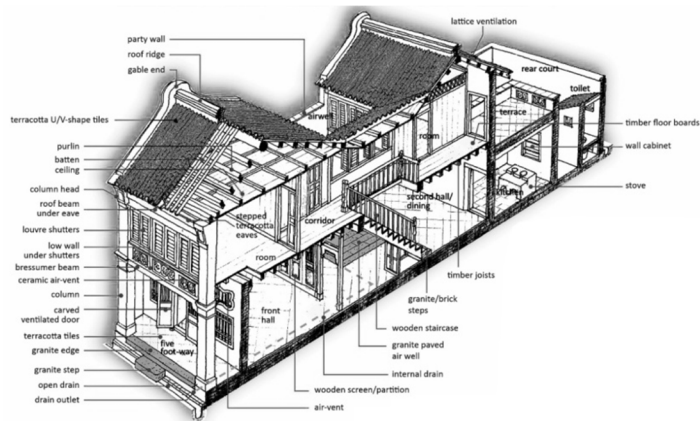 lattice ventilation
party wall
roof ridge
gable end
rear court
toilet
airwell
terrace
terracotta U/V-shape tiles
timber floor boards
room
purlin
wall cabinet
batten
ceiling
column head
stove
kitchen
roof beam
under eave
second hall/
dining
stepped
terracotta
eaves
corridor
louvre shutters
low wall
under shutters
room
bressumer beam
timber joists
ceramic air-vent
column
granite/brick
steps
carved
ventilated door
front
hall
wooden staircase
terracotta tiles
five
foot-way
granite paved
air well
granite edge
granite step
internal drain
open drain
wooden screen/partition
drain outlet
air-vent